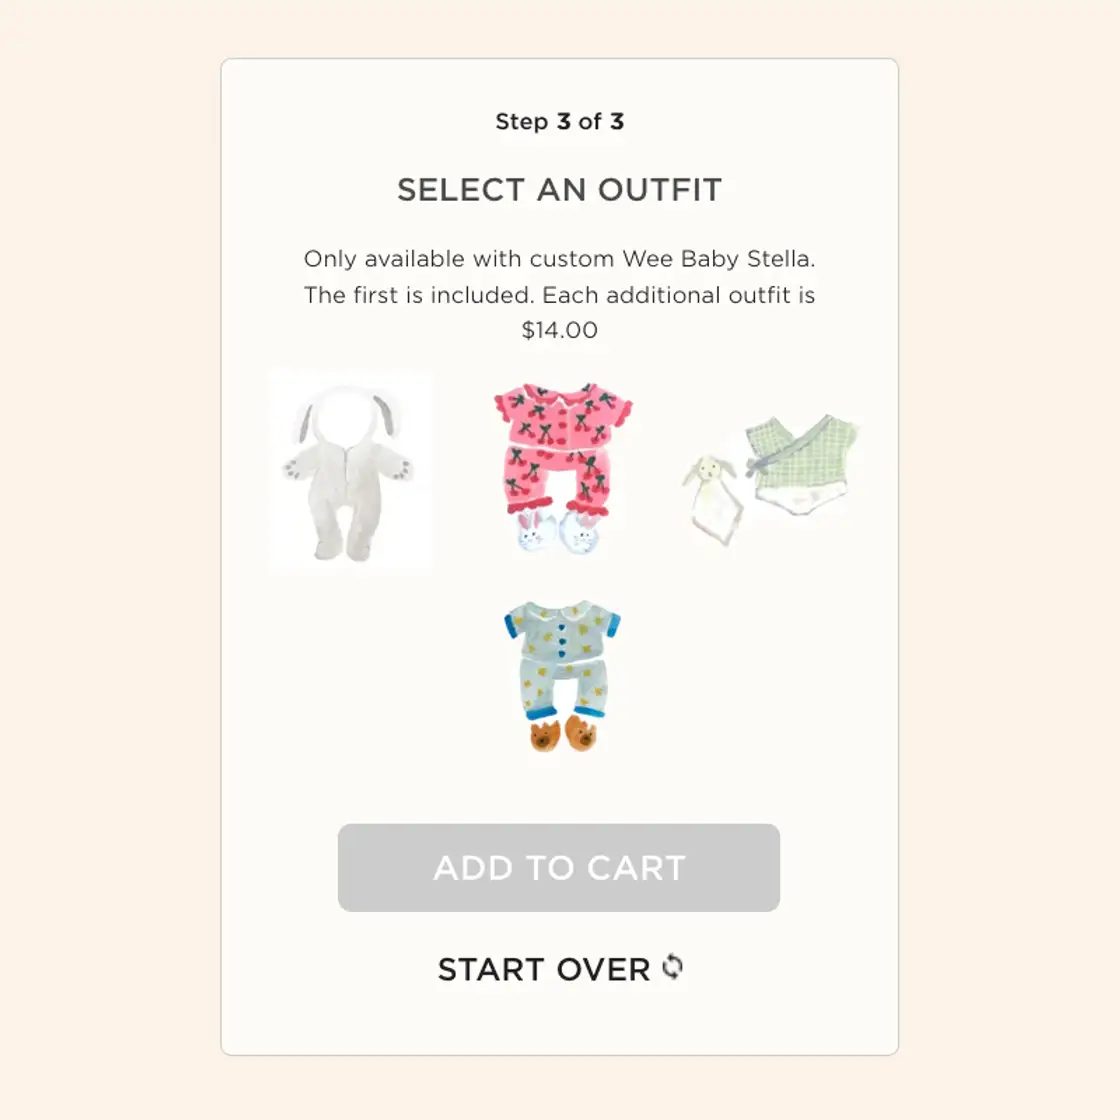 Step 3 of 3
SELECT AN OUTFIT
Only available with custom Wee Baby Stella.
The first is included. Each additional outfit is
$14.00
ADD TO CART
START OVER